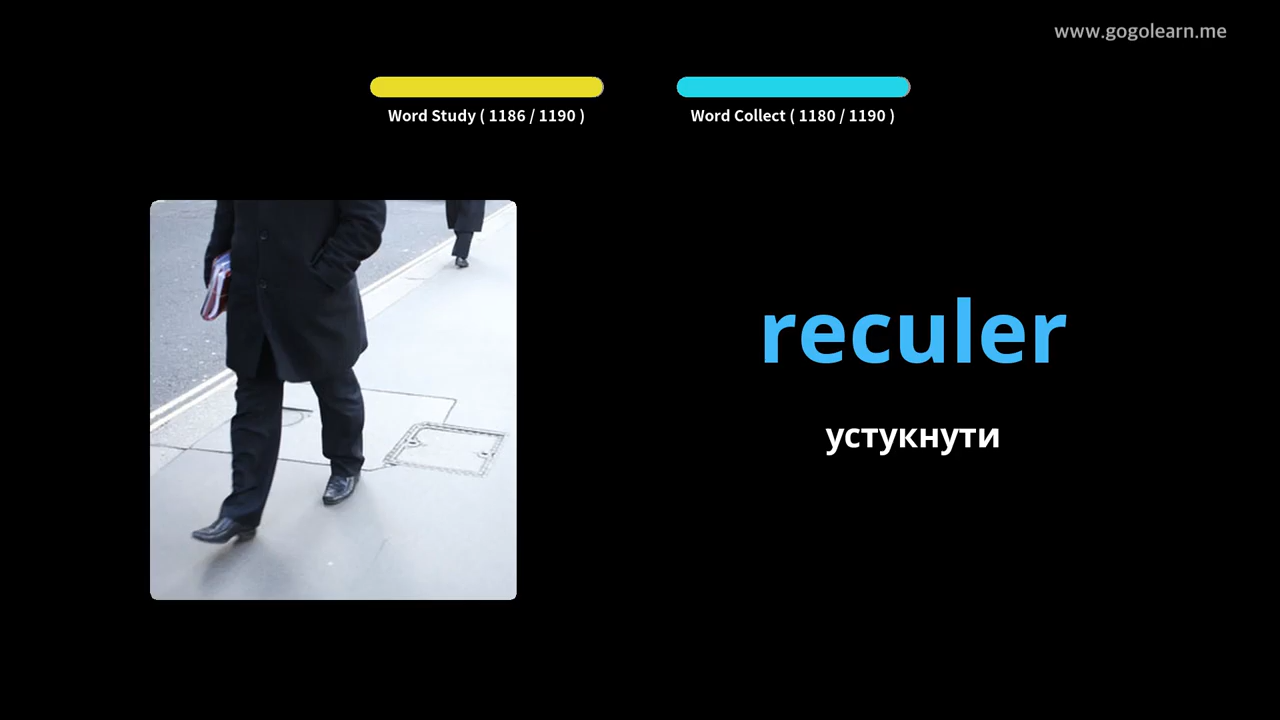 www.gogolearn.me
Word Study ( 1186 / 1190 )
Word Collect ( 1180 / 1190 )
reculer
устукнути